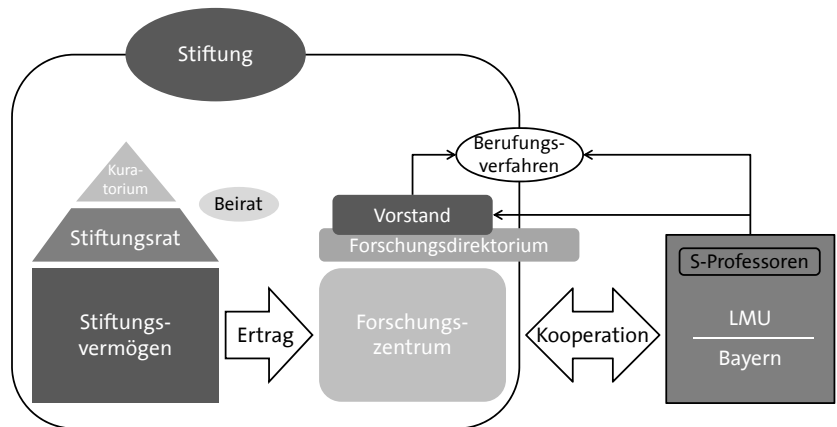 Stiftung
Berufungs-
verfahren
Kura-
torium
Beirat
Vorstand
Stiftungsrat
Forschungsdirektorium
S-Professoren
Stiftungs-
vermögen
Ertrag
Forschungs-
zentrum
Kooperation
LMU
Bayern